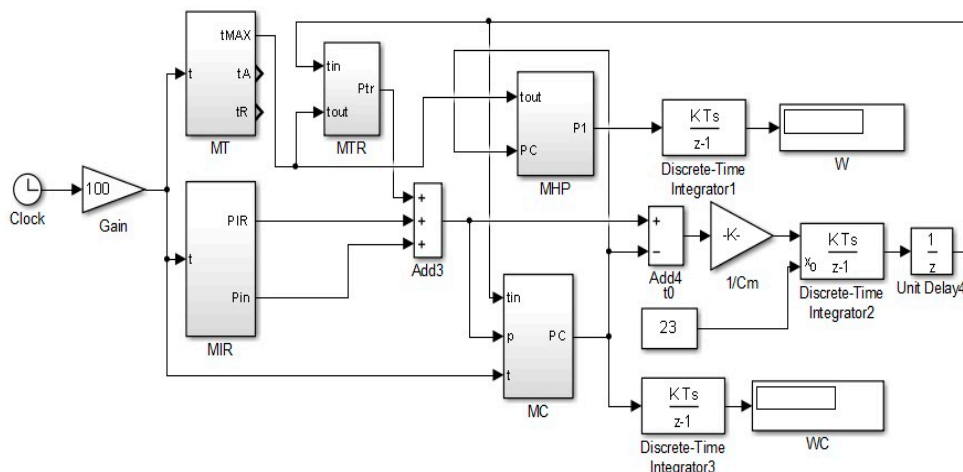 Clock
100
Gain
t
tMAX
tA
tR
MT
tin
tout
Ptr
MTR
t
PIR
Pin
MIR
+
+
+
Add3
tout
PC
P1
MHP
KTs
z-1
Discrete-Time
Integrator1
W
+
−
Add4
t0
-K-
1/Cm
KTs
z-1
x0
Discrete-Time
Integrator2
1
z
Unit Delay4
23
tin
p
t
PC
MC
KTs
z-1
Discrete-Time
Integrator3
WC